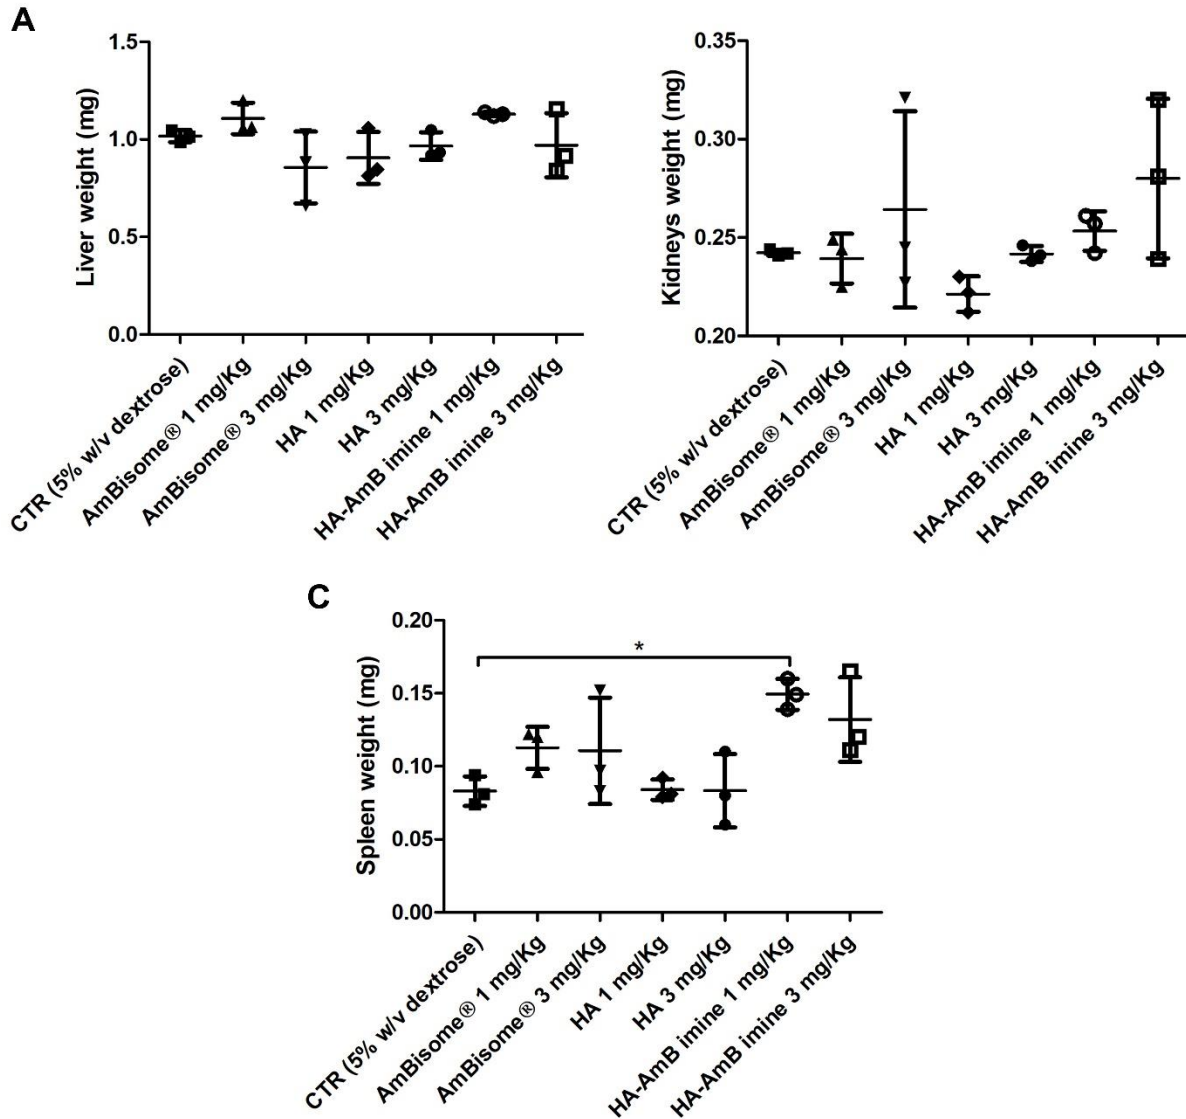 A
Liver weight (mg)
1.5
1.0
0.5
0.0
CTR (5% w/v dextrose)
AmBisome® 1 mg/Kg
AmBisome® 3 mg/Kg
HA 1 mg/Kg
HA 3 mg/Kg
HA-AmB imine 1 mg/Kg
HA-AmB imine 3 mg/Kg
Kidneys weight (mg)
0.35
0.30
0.25
0.20
CTR (5% w/v dextrose)
AmBisome® 1 mg/Kg
AmBisome® 3 mg/Kg
HA 1 mg/Kg
HA 3 mg/Kg
HA-AmB imine 1 mg/Kg
HA-AmB imine 3 mg/Kg
C
Spleen weight (mg)
0.20
0.15
0.10
0.05
0.00
*
CTR (5% w/v dextrose)
AmBisome® 1 mg/Kg
AmBisome® 3 mg/Kg
HA 1 mg/Kg
HA 3 mg/Kg
HA-AmB imine 1 mg/Kg
HA-AmB imine 3 mg/Kg